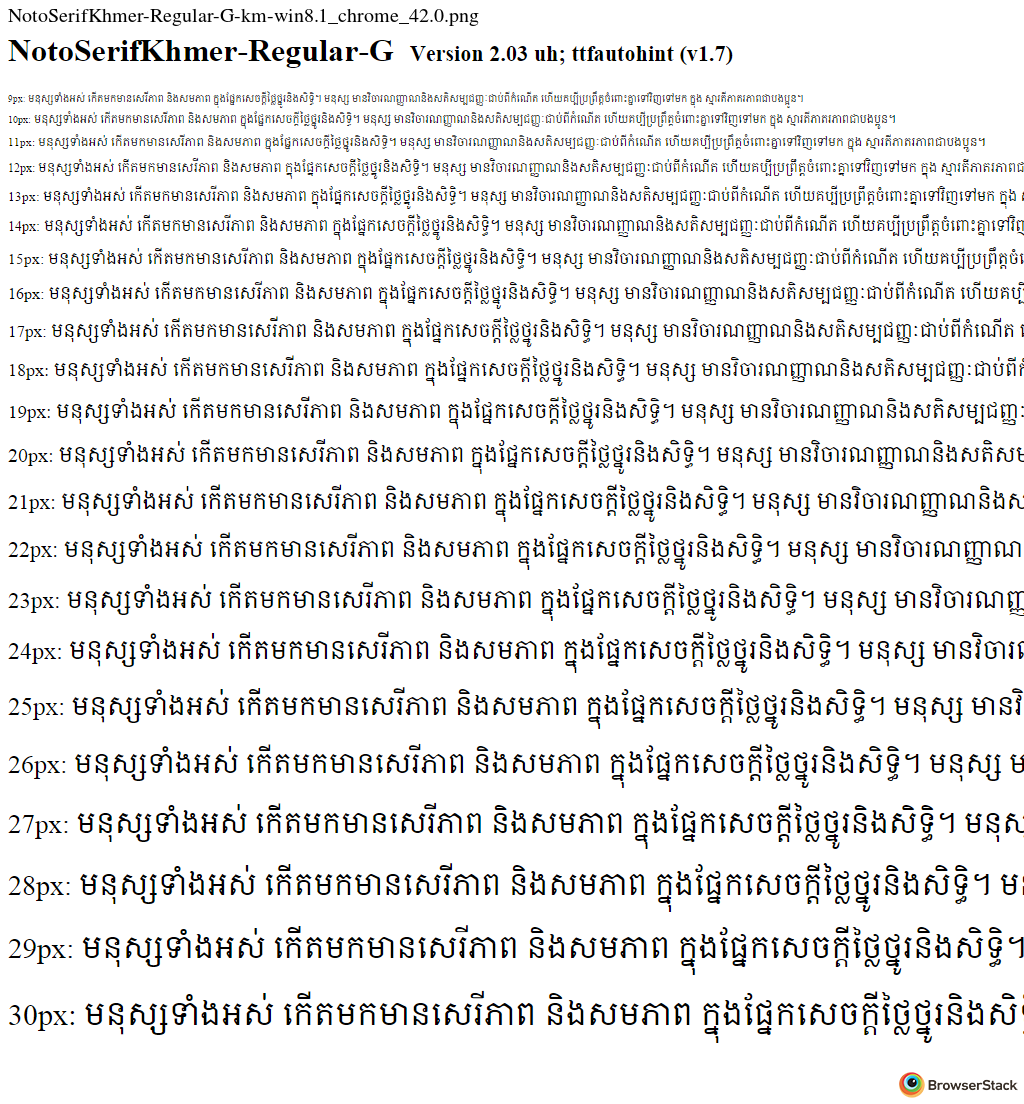 NotoSerifKhmer-Regular-G-km-win8.1_chrome_42.0.png
NotoSerifKhmer-Regular-G Version 2.03 uh; ttfautohint (v1.7)
9px: មនុស្សទាំងអស់ កើតមកមានសេរីភាព និងសមភាព ក្នុងផ្នែកសេចក្ដីថ្លៃថ្នូរនិងសិទ្ធិ។ មនុស្ស មានវិចារណញ្ញាណនិងសតិសម្បជញ្ញៈជាប់ពីកំណើត ហើយគប្បីប្រព្រឹត្ដចំពោះគ្នាទៅវិញទៅមក ក្នុង ស្មារតីភាតរភាពជាបងប្អូន។
10px: មនុស្សទាំងអស់ កើតមកមានសេរីភាព និងសមភាព ក្នុងផ្នែកសេចក្ដីថ្លៃថ្នូរនិងសិទ្ធិ។ មនុស្ស មានវិចារណញ្ញាណនិងសតិសម្បជញ្ញៈជាប់ពីកំណើត ហើយគប្បីប្រព្រឹត្ដចំពោះគ្នាទៅវិញទៅមក ក្នុង ស្មារតីភាតរភាពជាបងប្អូន។
11px: មនុស្សទាំងអស់ កើតមកមានសេរីភាព និងសមភាព ក្នុងផ្នែកសេចក្ដីថ្លៃថ្នូរនិងសិទ្ធិ។ មនុស្ស មានវិចារណញ្ញាណនិងសតិសម្បជញ្ញៈជាប់ពីកំណើត ហើយគប្បីប្រព្រឹត្ដចំពោះគ្នាទៅវិញទៅមក ក្នុង ស្មារតីភាតរភាពជាបងប្អូន។
12px: មនុស្សទាំងអស់ កើតមកមានសេរីភាព និងសមភាព ក្នុងផ្នែកសេចក្ដីថ្លៃថ្នូរនិងសិទ្ធិ។ មនុស្ស មានវិចារណញ្ញាណនិងសតិសម្បជញ្ញៈជាប់ពីកំណើត ហើយគប្បីប្រព្រឹត្ដចំពោះគ្នាទៅវិញទៅមក ក្នុង ស្មារតីភាតរភាពជា
13px: មនុស្សទាំងអស់ កើតមកមានសេរីភាព និងសមភាព ក្នុងផ្នែកសេចក្ដីថ្លៃថ្នូរនិងសិទ្ធិ។ មនុស្ស មានវិចារណញ្ញាណនិងសតិសម្បជញ្ញៈជាប់ពីកំណើត ហើយគប្បីប្រព្រឹត្ដចំពោះគ្នាទៅវិញទៅមក ក្នុង
14px: មនុស្សទាំងអស់ កើតមកមានសេរីភាព និងសមភាព ក្នុងផ្នែកសេចក្ដីថ្លៃថ្នូរនិងសិទ្ធិ។ មនុស្ស មានវិចារណញ្ញាណនិងសតិសម្បជញ្ញៈជាប់ពីកំណើត ហើយគប្បីប្រព្រឹត្ដចំពោះគ្នាទៅវិញ
15px: មនុស្សទាំងអស់ កើតមកមានសេរីភាព និងសមភាព ក្នុងផ្នែកសេចក្ដីថ្លៃថ្នូរនិងសិទ្ធិ។ មនុស្ស មានវិចារណញ្ញាណនិងសតិសម្បជញ្ញៈជាប់ពីកំណើត ហើយគប្បីប្រព្រឹត្ដចំ
16px: មនុស្សទាំងអស់ កើតមកមានសេរីភាព និងសមភាព ក្នុងផ្នែកសេចក្ដីថ្លៃថ្នូរនិងសិទ្ធិ។ មនុស្ស មានវិចារណញ្ញាណនិងសតិសម្បជញ្ញៈជាប់ពីកំណើត ហើយគប្បី
17px: មនុស្សទាំងអស់ កើតមកមានសេរីភាព និងសមភាព ក្នុងផ្នែកសេចក្ដីថ្លៃថ្នូរនិងសិទ្ធិ។ មនុស្ស មានវិចារណញ្ញាណនិងសតិសម្បជញ្ញៈជាប់ពីកំណើត
18px: មនុស្សទាំងអស់ កើតមកមានសេរីភាព និងសមភាព ក្នុងផ្នែកសេចក្ដីថ្លៃថ្នូរនិងសិទ្ធិ។ មនុស្ស មានវិចារណញ្ញាណនិងសតិសម្បជញ្ញៈជាប់ពី
19px: មនុស្សទាំងអស់ កើតមកមានសេរីភាព និងសមភាព ក្នុងផ្នែកសេចក្ដីថ្លៃថ្នូរនិងសិទ្ធិ។ មនុស្ស មានវិចារណញ្ញាណនិងសតិសម្បជញ្ញៈ
20px: មនុស្សទាំងអស់ កើតមកមានសេរីភាព និងសមភាព ក្នុងផ្នែកសេចក្ដីថ្លៃថ្នូរនិងសិទ្ធិ។ មនុស្ស មានវិចារណញ្ញាណនិងសតិសម
21px: មនុស្សទាំងអស់ កើតមកមានសេរីភាព និងសមភាព ក្នុងផ្នែកសេចក្ដីថ្លៃថ្នូរនិងសិទ្ធិ។ មនុស្ស មានវិចារណញ្ញាណនិងស
22px: មនុស្សទាំងអស់ កើតមកមានសេរីភាព និងសមភាព ក្នុងផ្នែកសេចក្ដីថ្លៃថ្នូរនិងសិទ្ធិ។ មនុស្ស មានវិចារណញ្ញាណ
23px: មនុស្សទាំងអស់ កើតមកមានសេរីភាព និងសមភាព ក្នុងផ្នែកសេចក្ដីថ្លៃថ្នូរនិងសិទ្ធិ។ មនុស្ស មានវិចារណញ្ញ
24px: មនុស្សទាំងអស់ កើតមកមានសេរីភាព និងសមភាព ក្នុងផ្នែកសេចក្ដីថ្លៃថ្នូរនិងសិទ្ធិ។ មនុស្ស មានវិចារ
25px: មនុស្សទាំងអស់ កើតមកមានសេរីភាព និងសមភាព ក្នុងផ្នែកសេចក្ដីថ្លៃថ្នូរនិងសិទ្ធិ។ មនុស្ស មានវិ
26px: មនុស្សទាំងអស់ កើតមកមានសេរីភាព និងសមភាព ក្នុងផ្នែកសេចក្ដីថ្លៃថ្នូរនិងសិទ្ធិ។ មនុស្ស ម
27px: មនុស្សទាំងអស់ កើតមកមានសេរីភាព និងសមភាព ក្នុងផ្នែកសេចក្ដីថ្លៃថ្នូរនិងសិទ្ធិ។ មនុស
28px: មនុស្សទាំងអស់ កើតមកមានសេរីភាព និងសមភាព ក្នុងផ្នែកសេចក្ដីថ្លៃថ្នូរនិងសិទ្ធិ។ ម
29px: មនុស្សទាំងអស់ កើតមកមានសេរីភាព និងសមភាព ក្នុងផ្នែកសេចក្ដីថ្លៃថ្នូរនិងសិទ្ធិ។
30px: មនុស្សទាំងអស់ កើតមកមានសេរីភាព និងសមភាព ក្នុងផ្នែកសេចក្ដីថ្លៃថ្នូរនិងសិ
BrowserStack